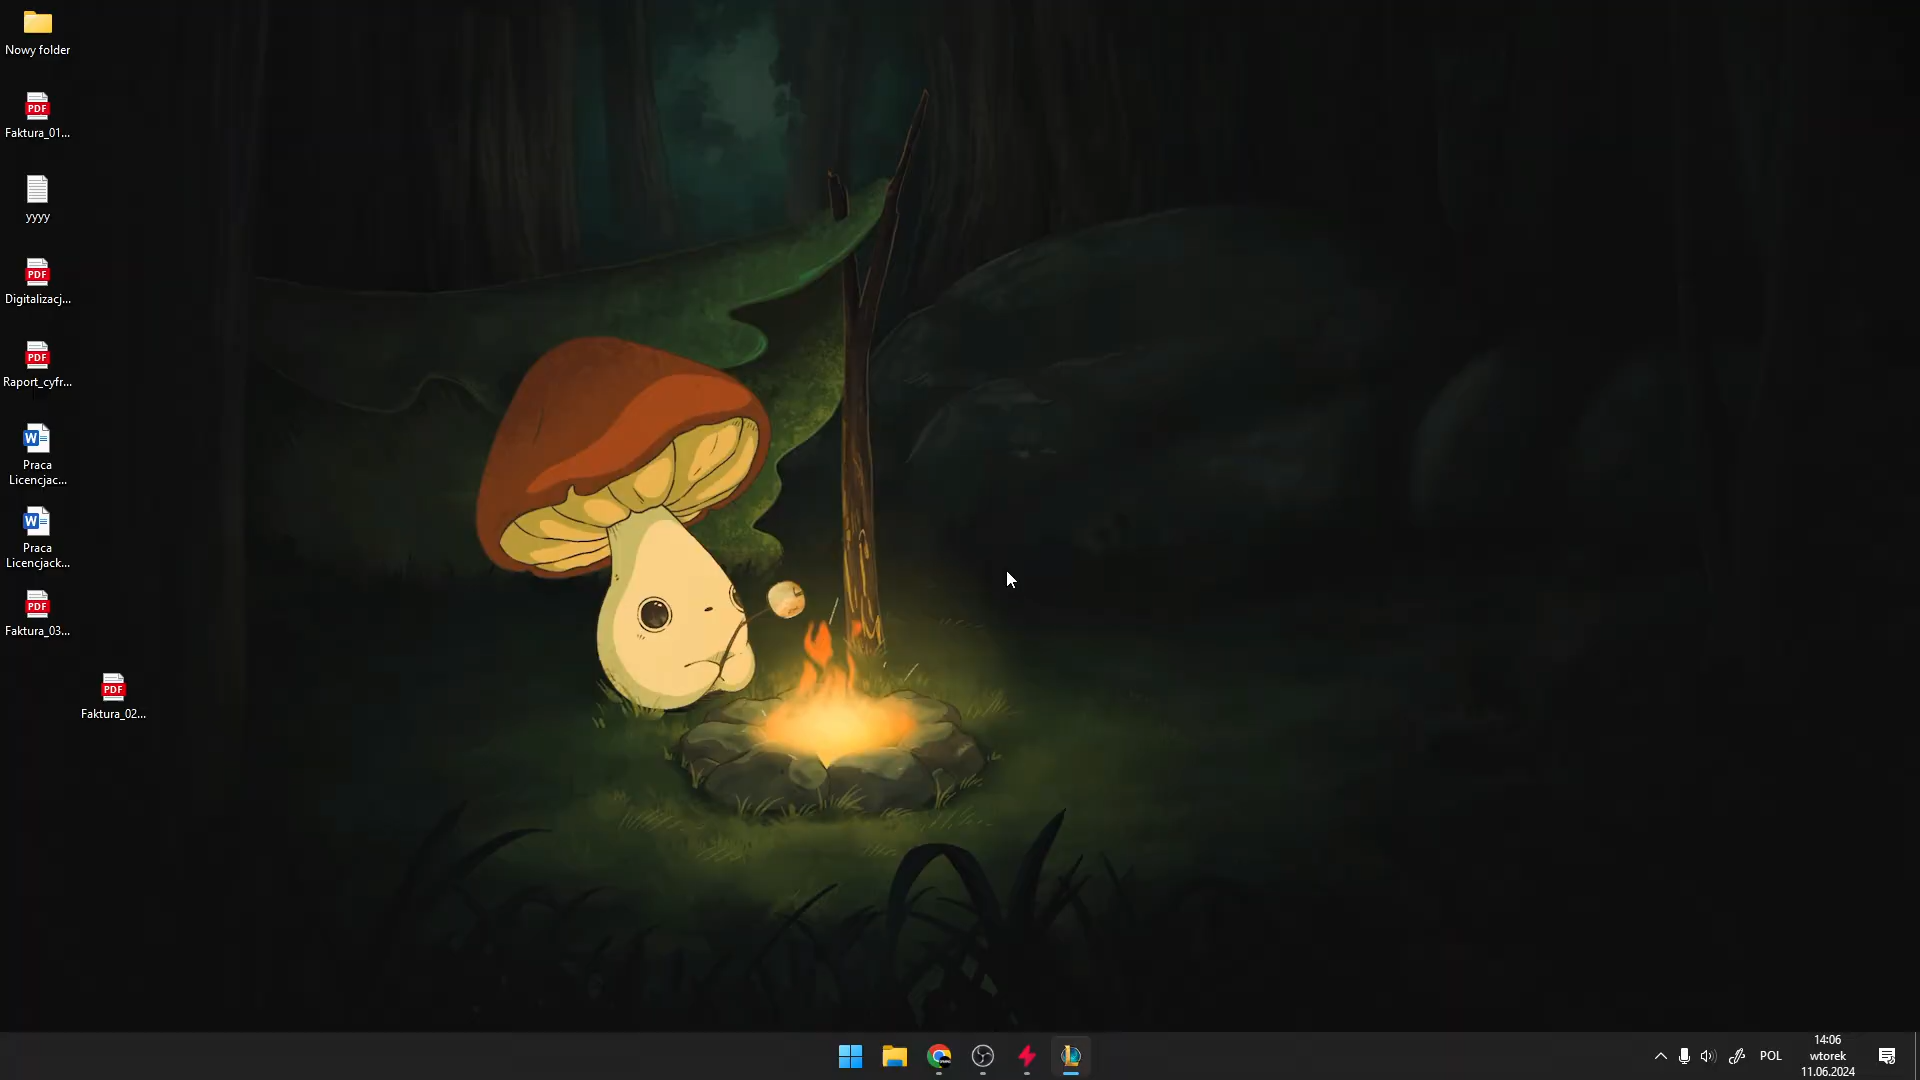 Nowy folder
PDF
Faktura_01...
yyyy
PDF
Digitalizacj...
PDF
Raport_cyfr...
W
Praca
Licencjac...
W
Praca
Licencjack...
PDF
Faktura_03...
PDF
Faktura_02...
POL
14:06
wtorek
11.06.2024